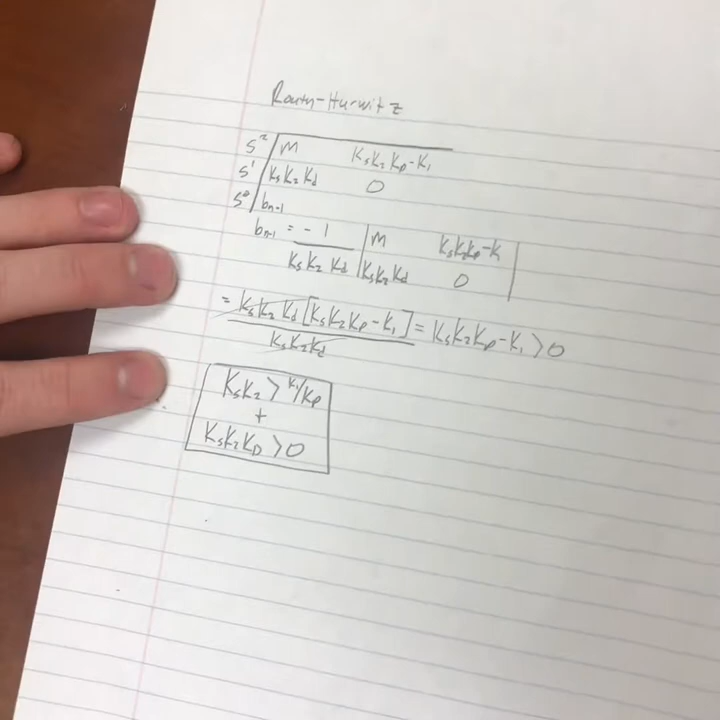 Routh-Hurwitz
s² | m KsK₂Kp-K₁
s¹ | KsK₂Kd 0
s⁰ | bn-1
bn-1 = -1 | m KsK₂Kp-K |
KsK₂Kd | KsK₂Kd 0 |
= KsK₂Kd[KsK₂Kp-K₁] = KsK₂Kp-K₁>0
KsK₂Kd
KsK₂ > K₁/Kp
+
KsK₂KD >0